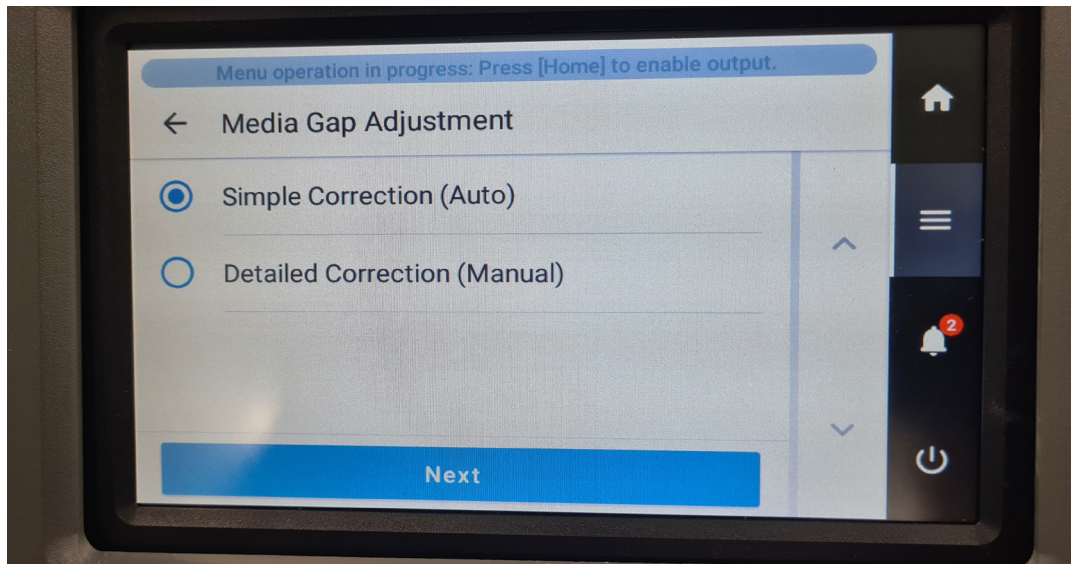 Menu operation in progress: Press [Home] to enable output.
Media Gap Adjustment
Simple Correction (Auto)
Detailed Correction (Manual)
2
Next